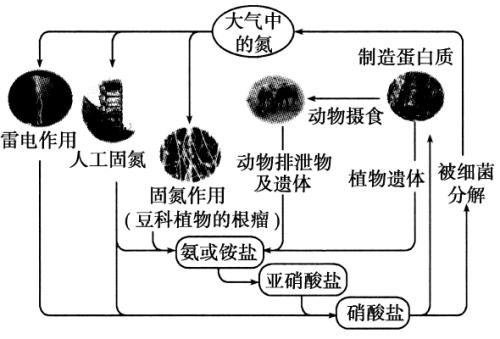 大气中
的氮
制造蛋白质
雷电作用
人工固氮
动物摄食
固氮作用
(豆科植物的根瘤)
动物排泄物
及遗体
植物遗体
被细菌
分解
氨或铵盐
亚硝酸盐
硝酸盐